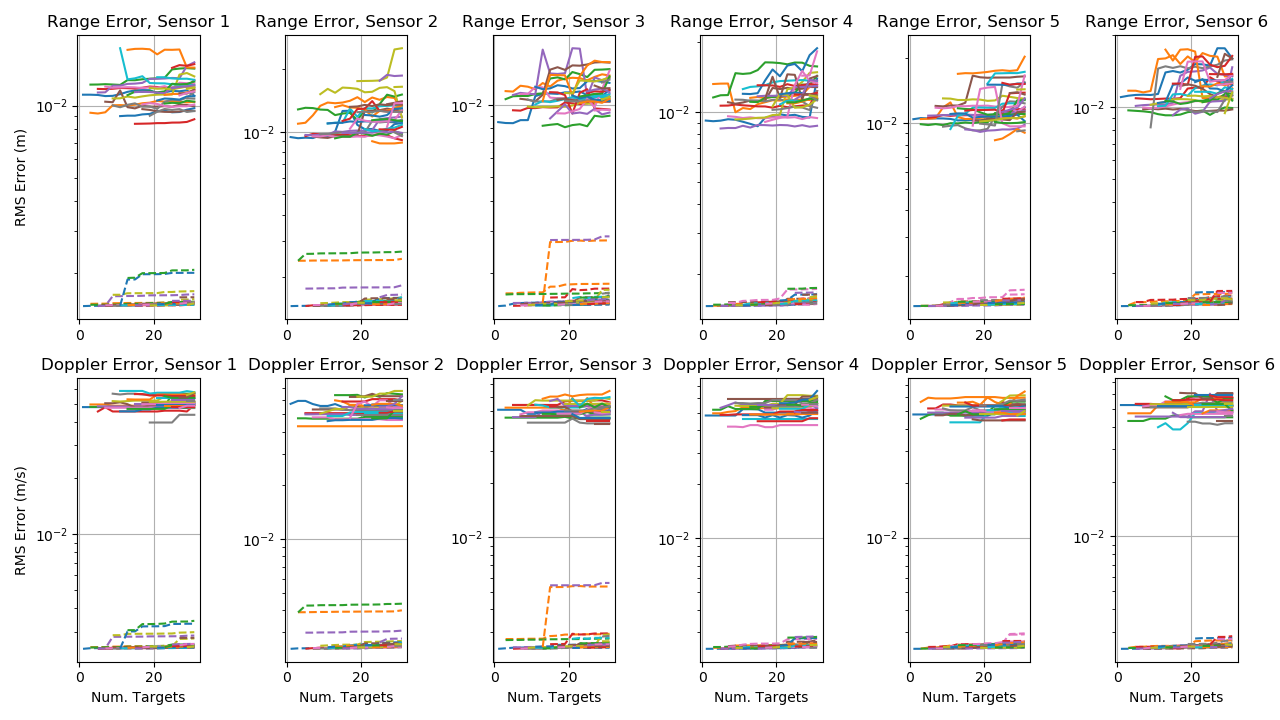 Range Error, Sensor 1 Range Error, Sensor 2 Range Error, Sensor 3 Range Error, Sensor 4 Range Error, Sensor 5 Range Error, Sensor 6
RMS Error (m)
10⁻² 10⁻² 10⁻² 10⁻² 10⁻² 10⁻²
0 20 0 20 0 20 0 20 0 20 0 20
Doppler Error, Sensor 1 Doppler Error, Sensor 2 Doppler Error, Sensor 3 Doppler Error, Sensor 4 Doppler Error, Sensor 5 Doppler Error, Sensor 6
RMS Error (m/s)
10⁻² 10⁻² 10⁻² 10⁻² 10⁻² 10⁻²
0 20 0 20 0 20 0 20 0 20 0 20
Num. Targets Num. Targets Num. Targets Num. Targets Num. Targets Num. Targets